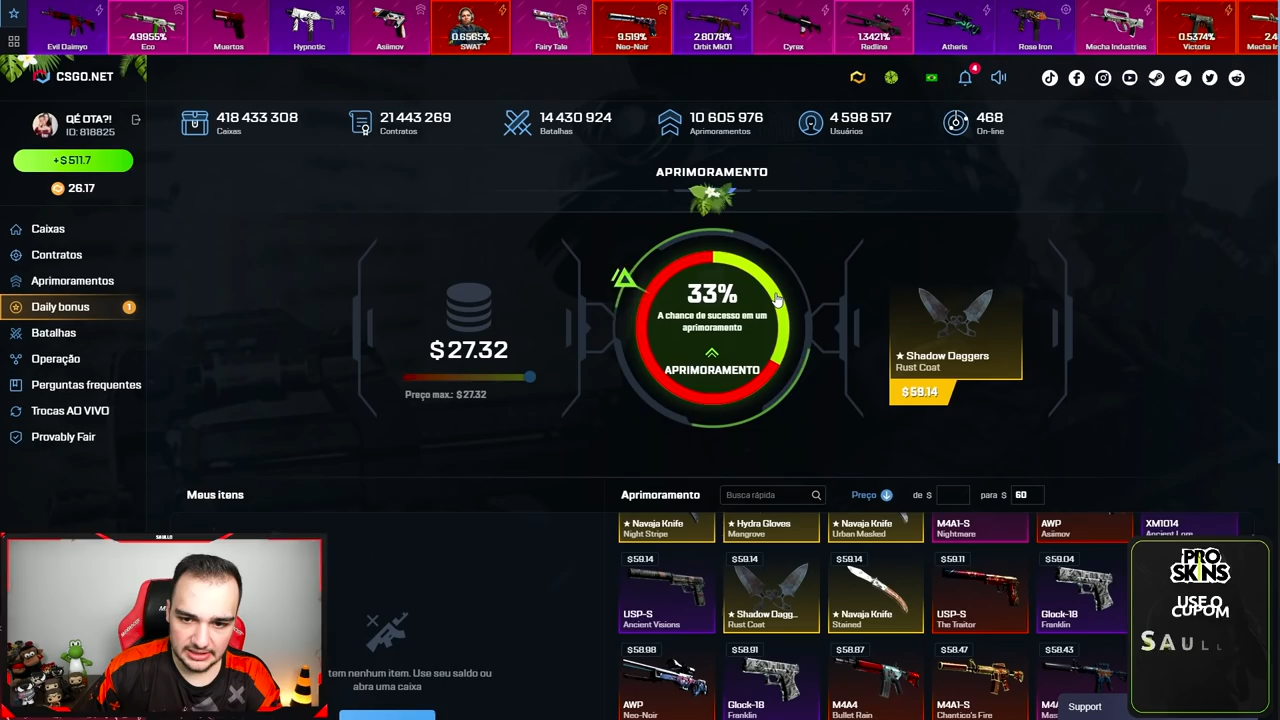 Evil Daimyo
4.9955%
Eco
Muertos
Hypnotic
Asiimov
0.6565%
SWAT
Fairy Tale
9.519%
Neo-Noir
2.8078%
Orbit Mk01
Cyrex
1.3421%
Redline
Atheris
Rose Iron
Mecha Industries
0.5374%
Victoria
2.4
Mecha In
CSGO.NET
4
QÉ OTA?!
ID: 818825
+$ 511.7
26.17
418 433 308
Caixas
21 443 269
Contratos
14 430 924
Batalhas
10 605 976
Aprimoramentos
4 598 517
Usuários
468
On-line
Caixas
Contratos
Aprimoramentos
Daily bonus
1
Batalhas
Operação
Perguntas frequentes
Trocas AO VIVO
Provably Fair
APRIMORAMENTO
$ 27.32
Preço max.: $ 27.32
33%
A chance de sucesso em um
aprimoramento
APRIMORAMENTO
★ Shadow Daggers
Rust Coat
$ 59.14
Meus itens
tem nenhum item. Use seu saldo ou
abra uma caixa
Aprimoramento
Busca rápida
Preço
de $
para $
60
★ Navaja Knife
Night Stripe
★ Hydra Gloves
Mangrove
★ Navaja Knife
Urban Masked
M4A1-S
Nightmare
AWP
Asiimov
XM1014
Ancient Lore
$59.14
USP-S
Ancient Visions
$59.14
★ Shadow Dagg...
Rust Coat
$59.14
★ Navaja Knife
Stained
$59.11
USP-S
The Traitor
$59.04
Glock-18
Franklin
$58.98
AWP
Neo-Noir
$58.91
Glock-18
Franklin
$58.87
M4A4
Bullet Rain
$58.47
M4A1-S
Chantico's Fire
$58.43
Support
SAULLO
PRO
SKINS
USE O
CUPOM
SAULL